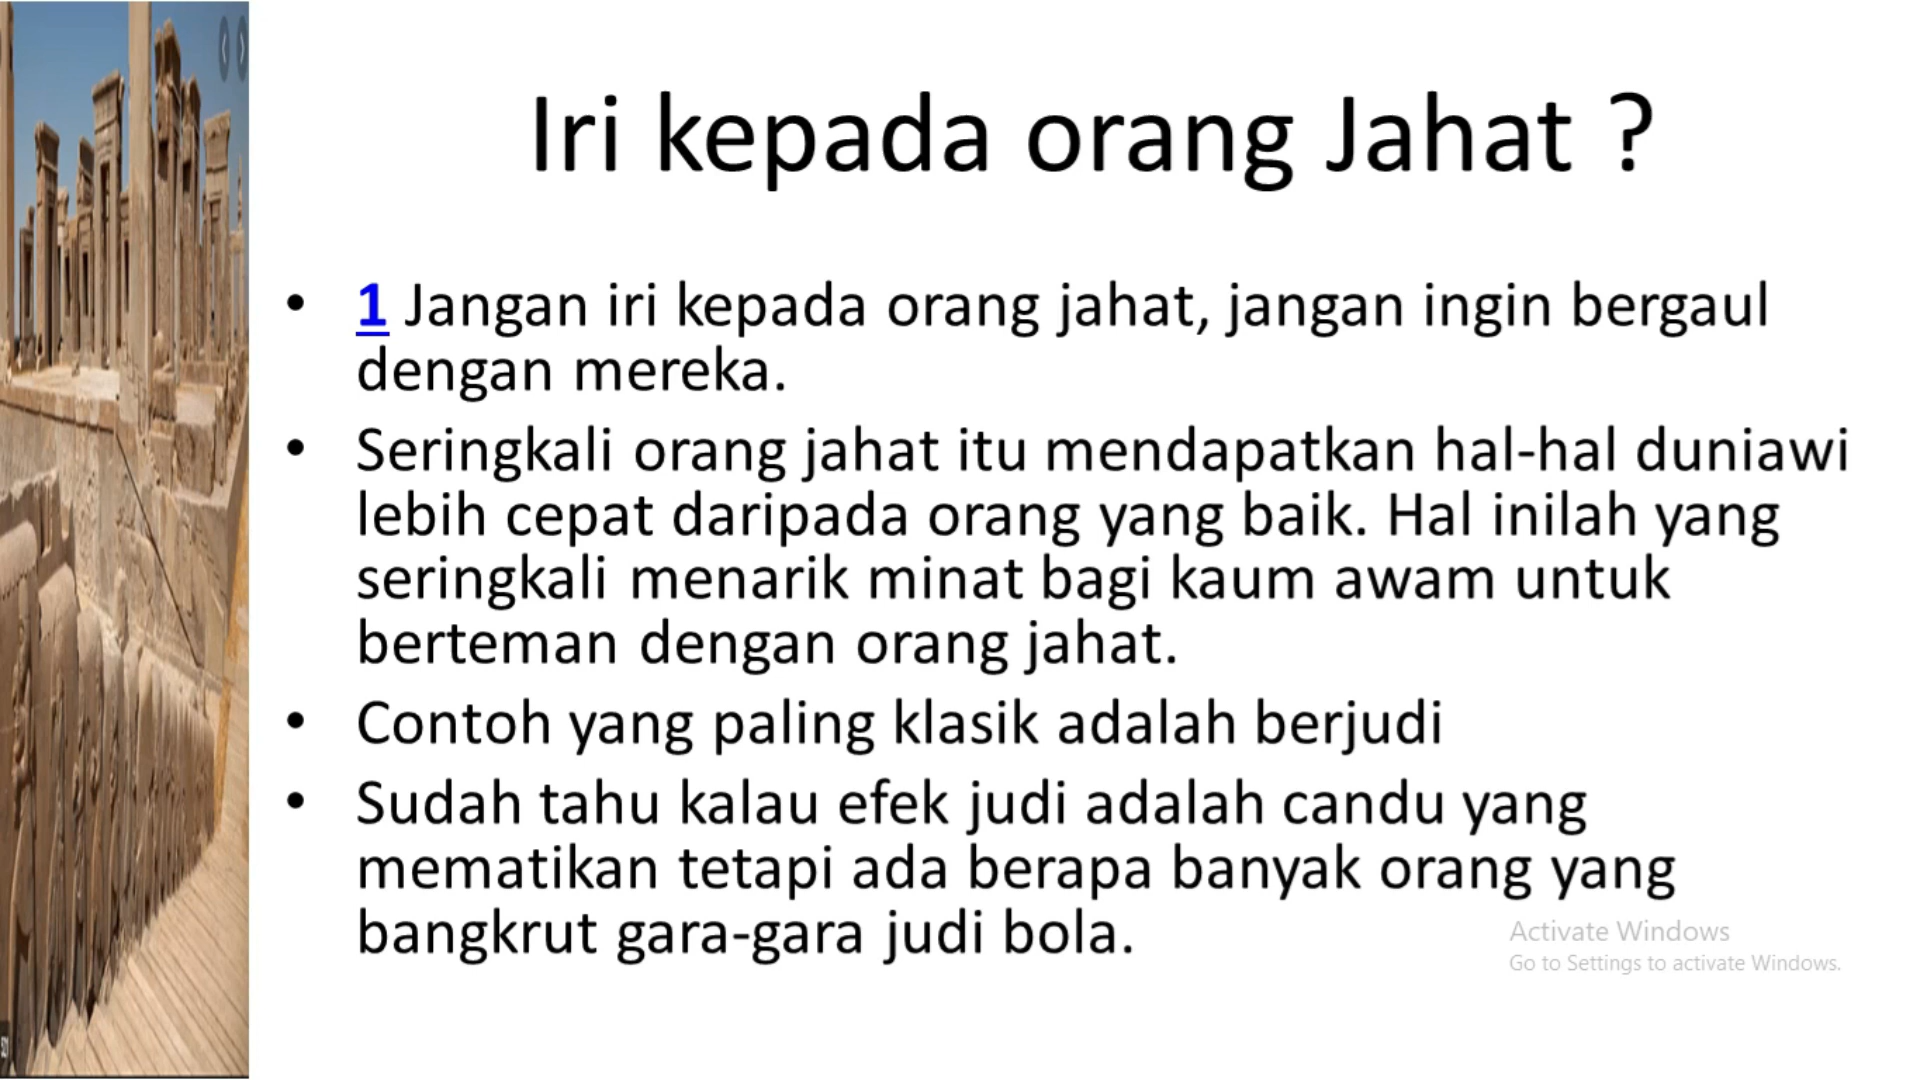 Iri kepada orang Jahat ?
• 1 Jangan iri kepada orang jahat, jangan ingin bergaul
dengan mereka.
• Seringkali orang jahat itu mendapatkan hal-hal duniawi
lebih cepat daripada orang yang baik. Hal inilah yang
seringkali menarik minat bagi kaum awam untuk
berteman dengan orang jahat.
• Contoh yang paling klasik adalah berjudi
• Sudah tahu kalau efek judi adalah candu yang
mematikan tetapi ada berapa banyak orang yang
bangkrut gara-gara judi bola.
Activate Windows
Go to Settings to activate Windows.